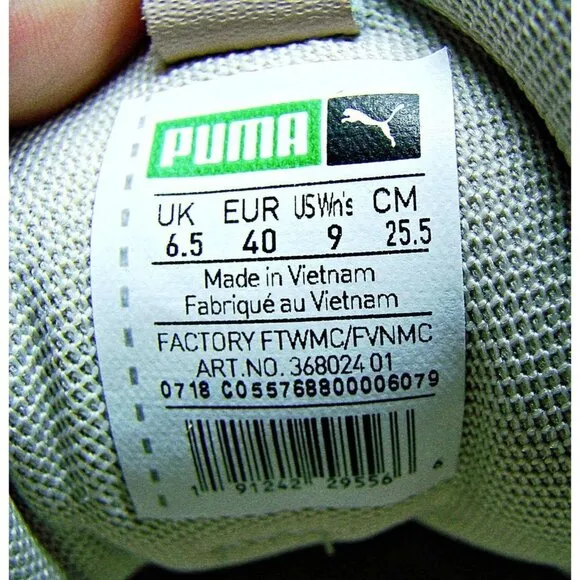 PUMA
UK EUR US Wn's CM
6.5 40 9 25.5
Made in Vietnam
Fabriqué au Vietnam
FACTORY FTWMC/FVNMC
ART.NO. 368024 01
0718 C055768800006079
1 91242 29556 6